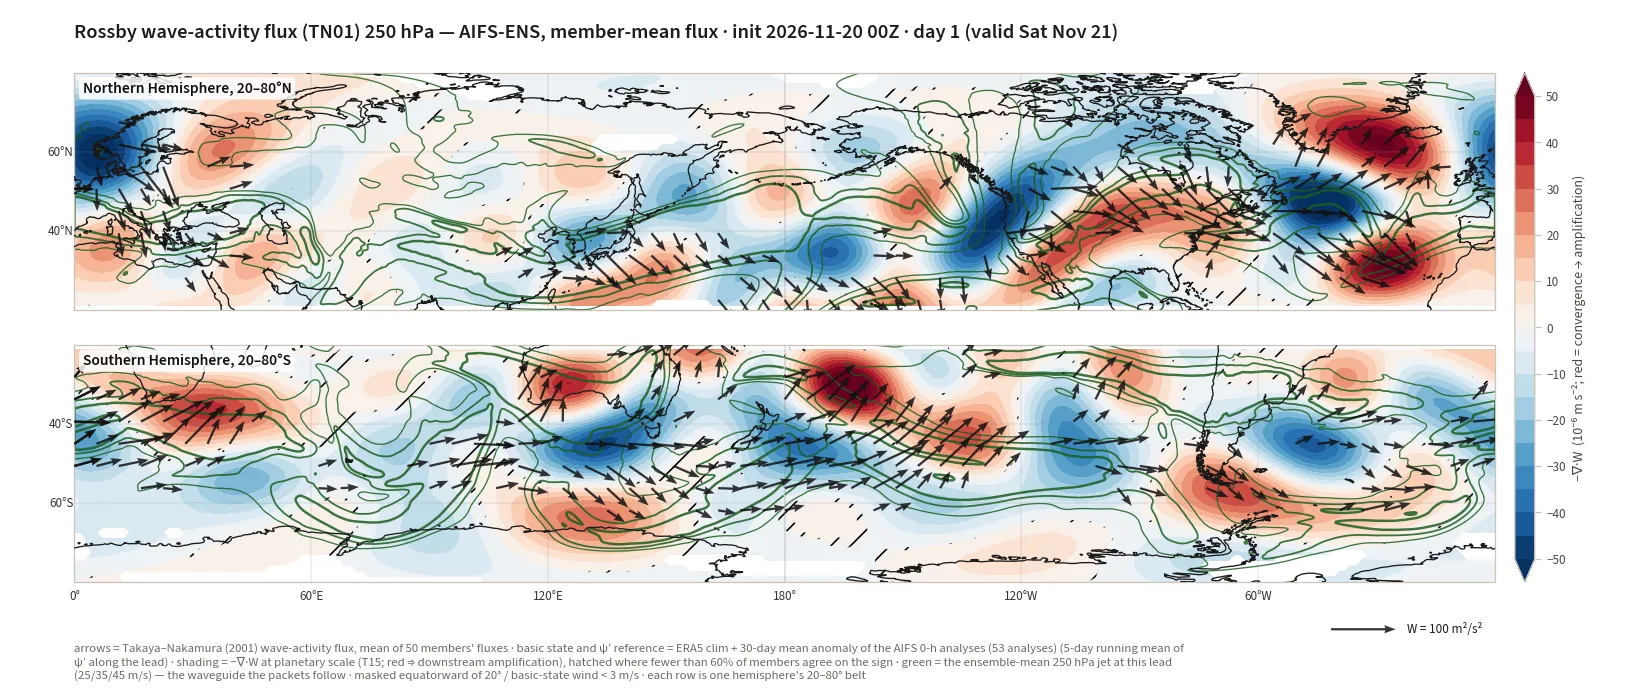 Rossby wave-activity flux (TN01) 250 hPa — AIFS-ENS, member-mean flux · init 2026-11-20 00Z · day 1 (valid Sat Nov 21)
Northern Hemisphere, 20–80°N
60°N
40°N
Southern Hemisphere, 20–80°S
40°S
60°S
0°
60°E
120°E
180°
120°W
60°W
50
40
30
20
10
0
−10
−20
−30
−40
−50
−∇·W (10⁻⁶ m s⁻²; red = convergence → amplification)
W = 100 m²/s²
arrows = Takaya–Nakamura (2001) wave-activity flux, mean of 50 members' fluxes · basic state and ψ' reference = ERA5 clim + 30-day mean anomaly of the AIFS 0-h analyses (53 analyses) (5-day running mean of
ψ' along the lead) · shading = −∇·W at planetary scale (T15; red ⇒ downstream amplification), hatched where fewer than 60% of members agree on the sign · green = the ensemble-mean 250 hPa jet at this lead
(25/35/45 m/s) — the waveguide the packets follow · masked equatorward of 20° / basic-state wind < 3 m/s · each row is one hemisphere's 20–80° belt